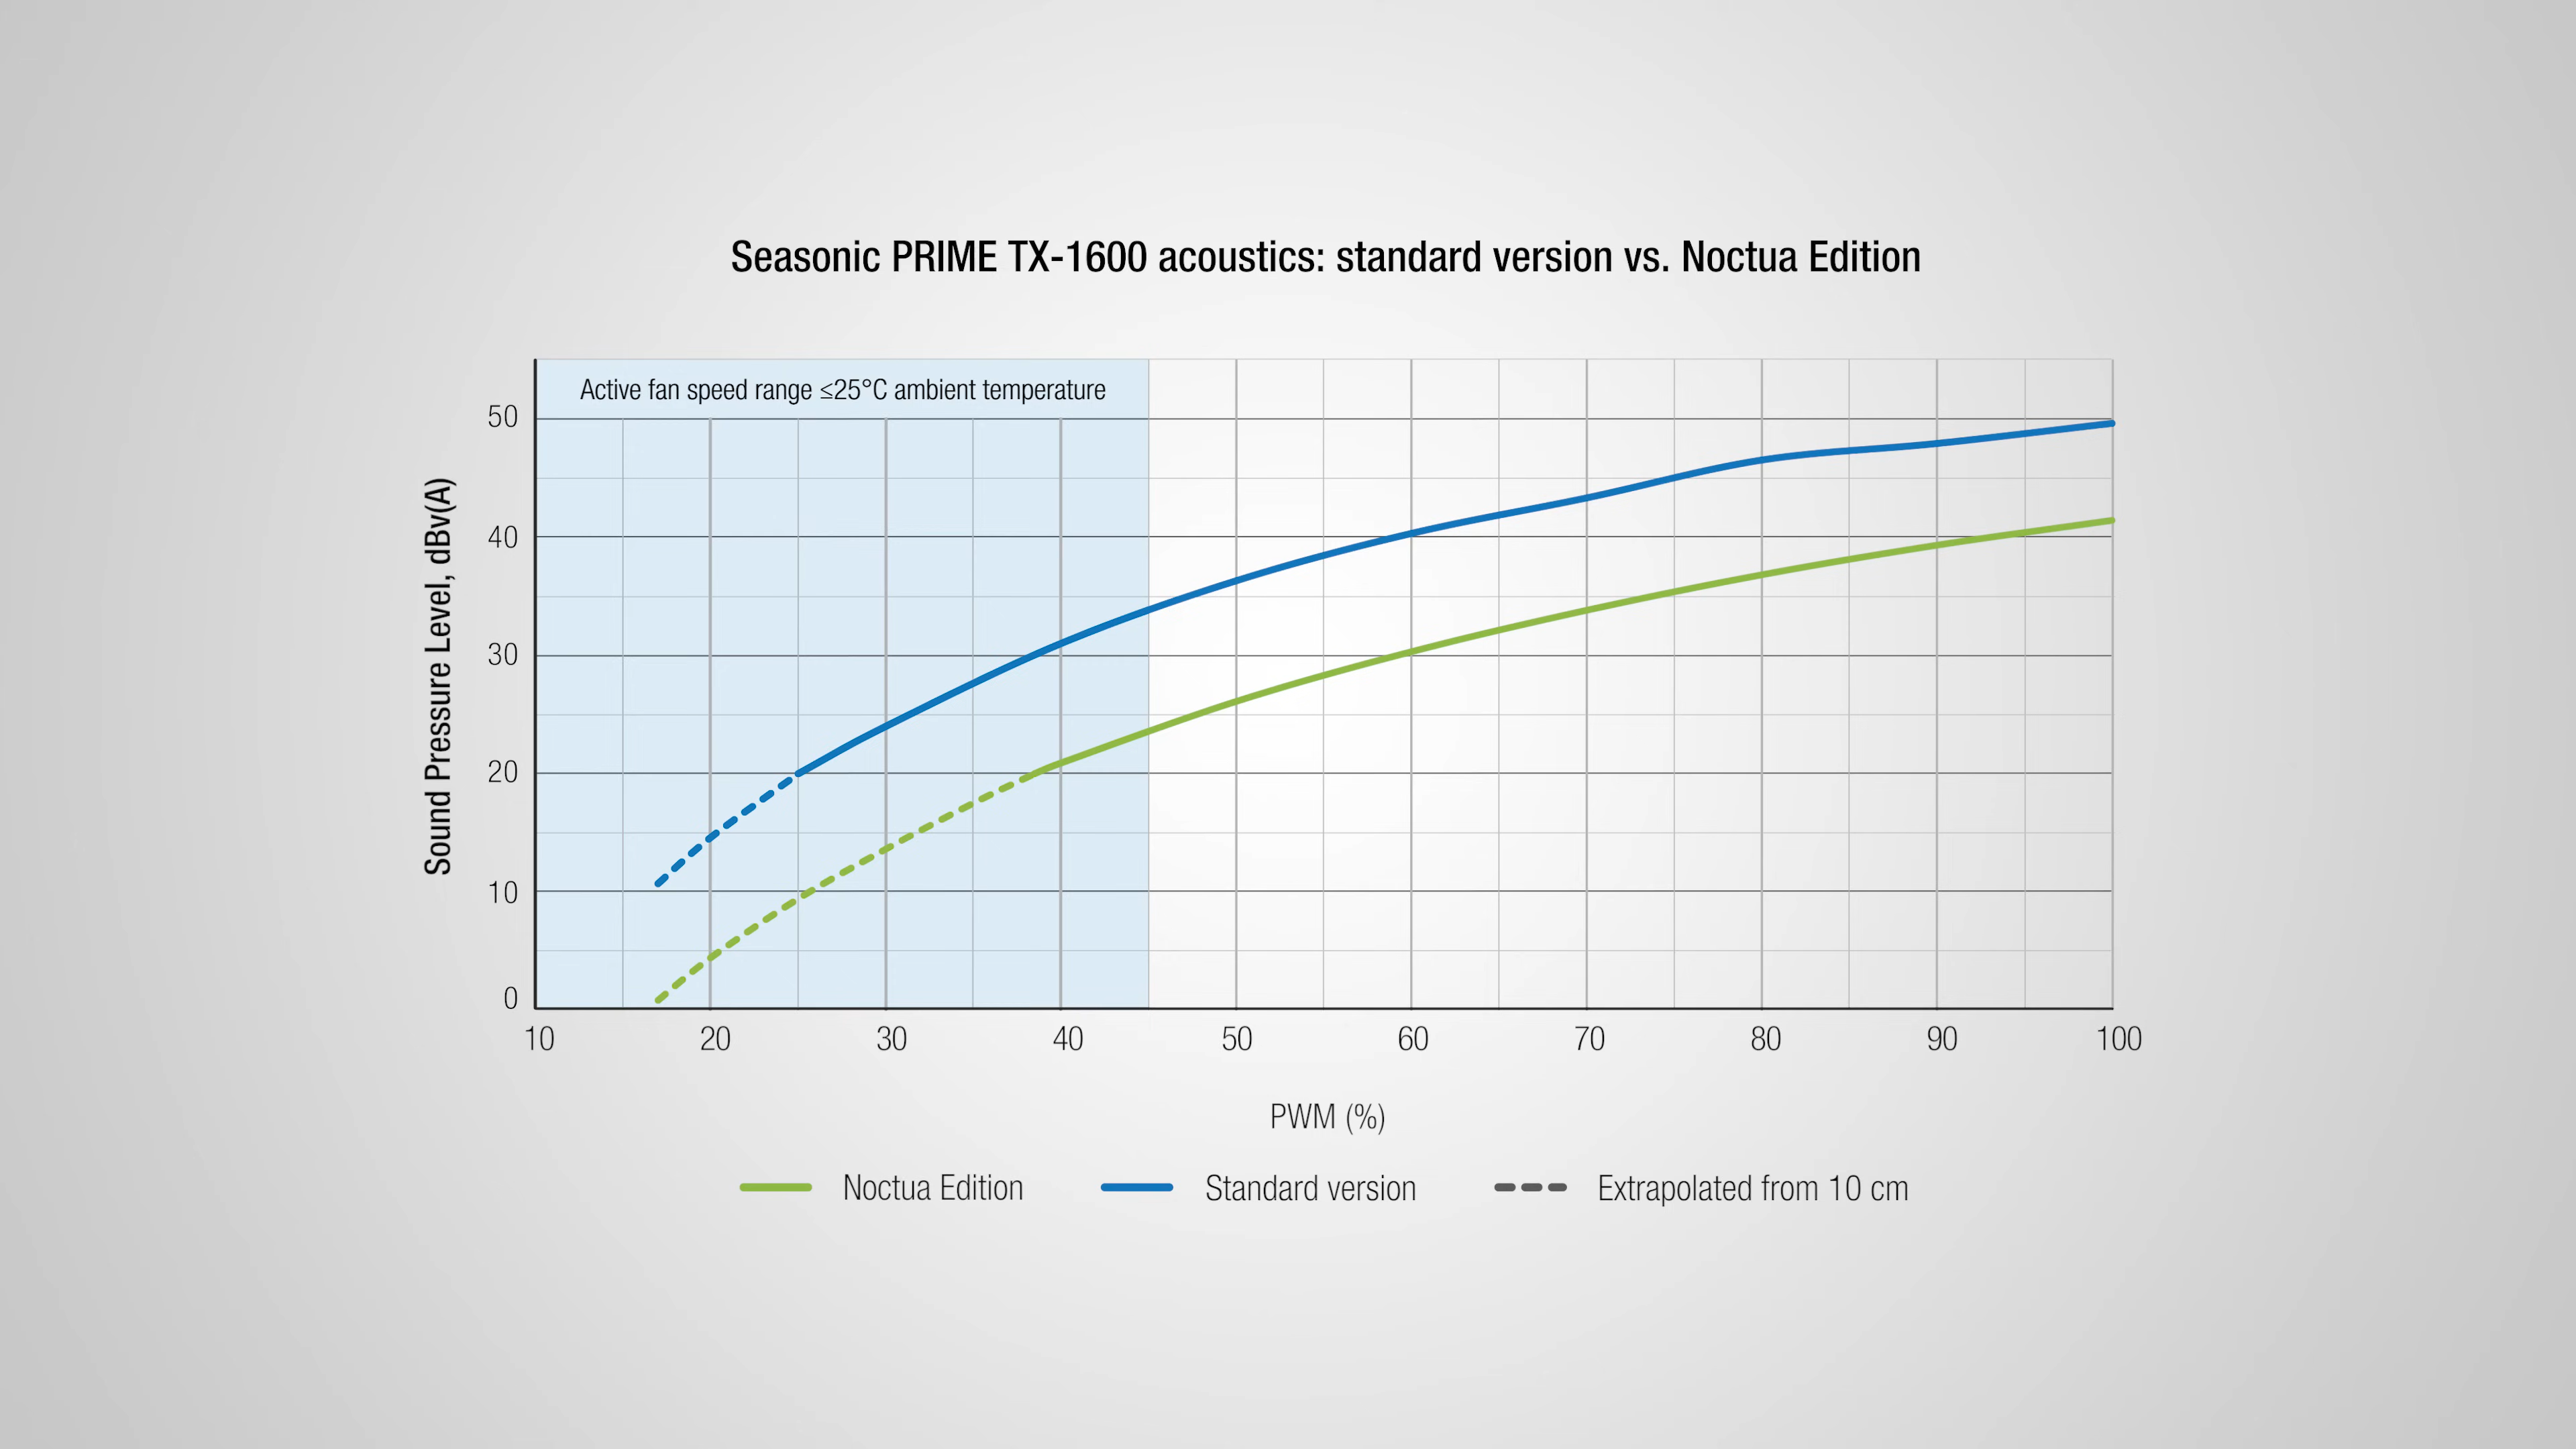 Seasonic PRIME TX-1600 acoustics: standard version vs. Noctua Edition
Active fan speed range ≤25°C ambient temperature
Sound Pressure Level, dBv(A)
50
40
30
20
10
0
10 20 30 40 50 60 70 80 90 100
PWM (%)
Noctua Edition Standard version Extrapolated from 10 cm